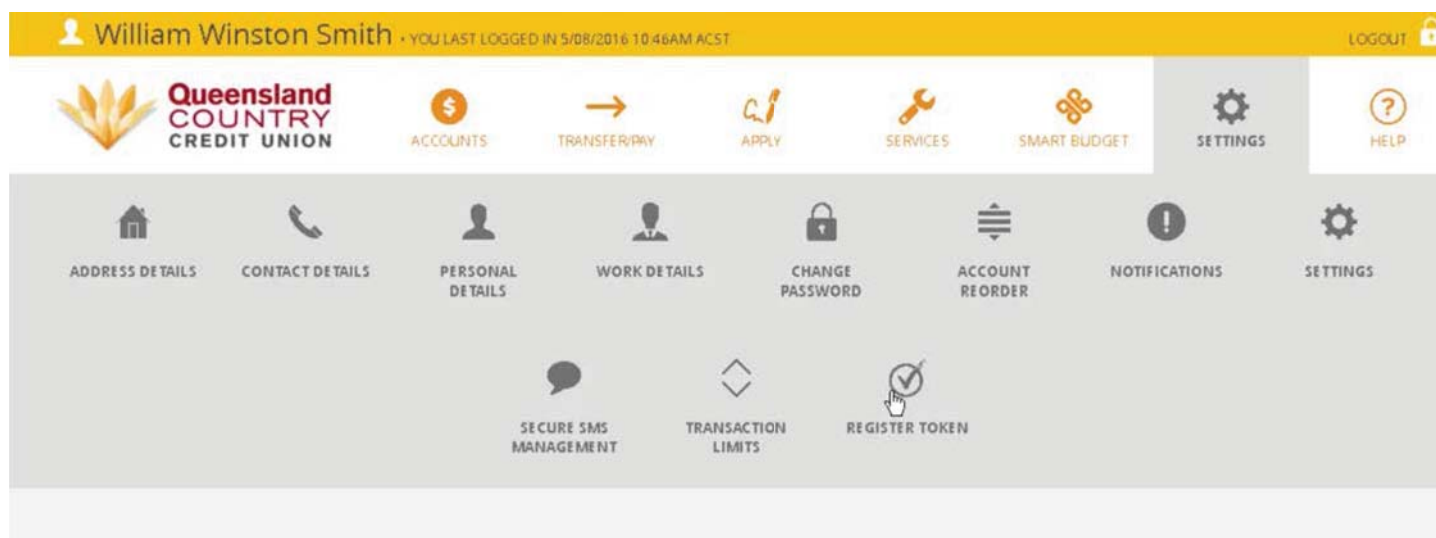 William Winston Smith • YOU LAST LOGGED IN 5/08/2016 10:46AM ACST
LOGOUT
Queensland
COUNTRY
CREDIT UNION
ACCOUNTS
TRANSFER/PAY
APPLY
SERVICES
SMART BUDGET
SETTINGS
HELP
ADDRESS DETAILS
CONTACT DETAILS
PERSONAL
DETAILS
WORK DETAILS
CHANGE
PASSWORD
ACCOUNT
REORDER
NOTIFICATIONS
SETTINGS
SECURE SMS
MANAGEMENT
TRANSACTION
LIMITS
REGISTER TOKEN